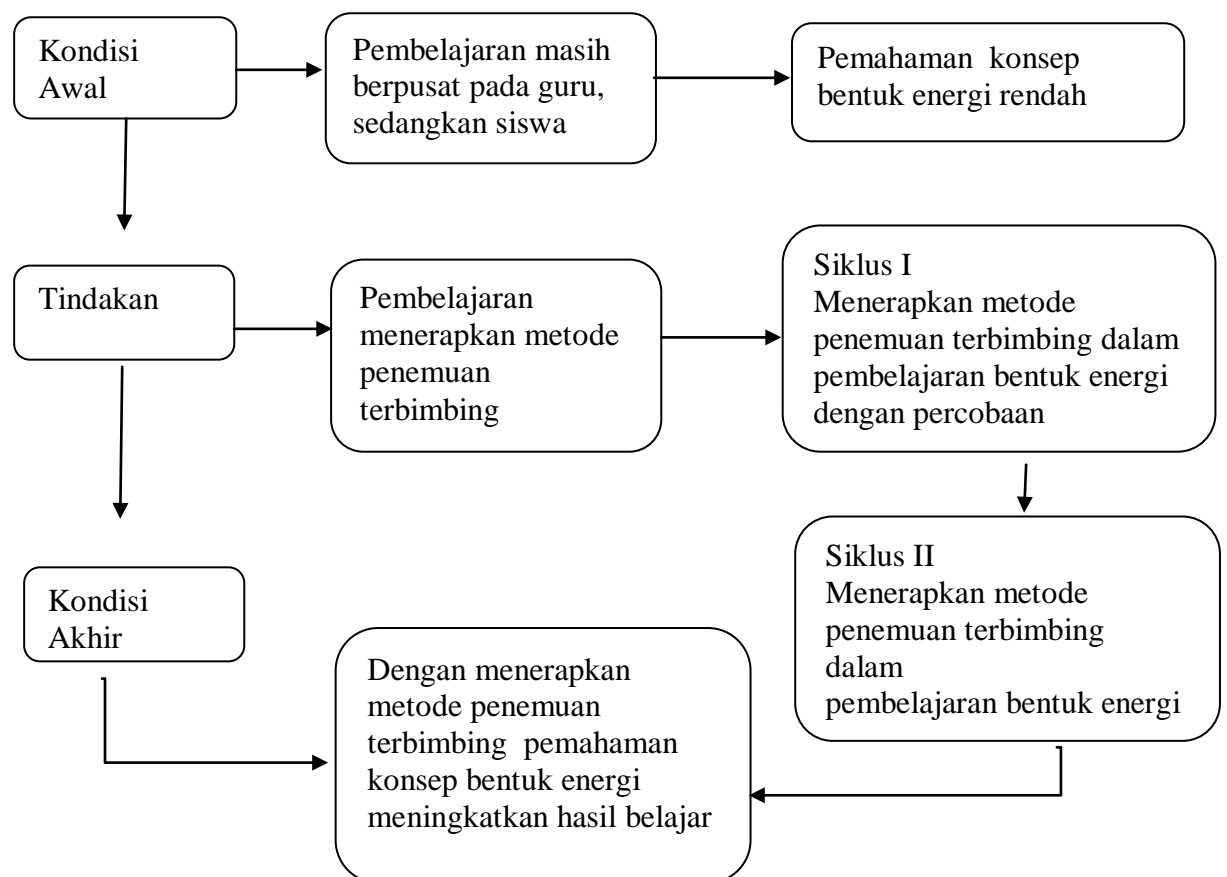 Kondisi
Awal
Pembelajaran masih
berpusat pada guru,
sedangkan siswa
Pemahaman konsep
bentuk energi rendah
Tindakan
Pembelajaran
menerapkan metode
penemuan
terbimbing
Siklus I
Menerapkan metode
penemuan terbimbing dalam
pembelajaran bentuk energi
dengan percobaan
Siklus II
Menerapkan metode
penemuan terbimbing
dalam
pembelajaran bentuk energi
Kondisi
Akhir
Dengan menerapkan
metode penemuan
terbimbing pemahaman
konsep bentuk energi
meningkatkan hasil belajar